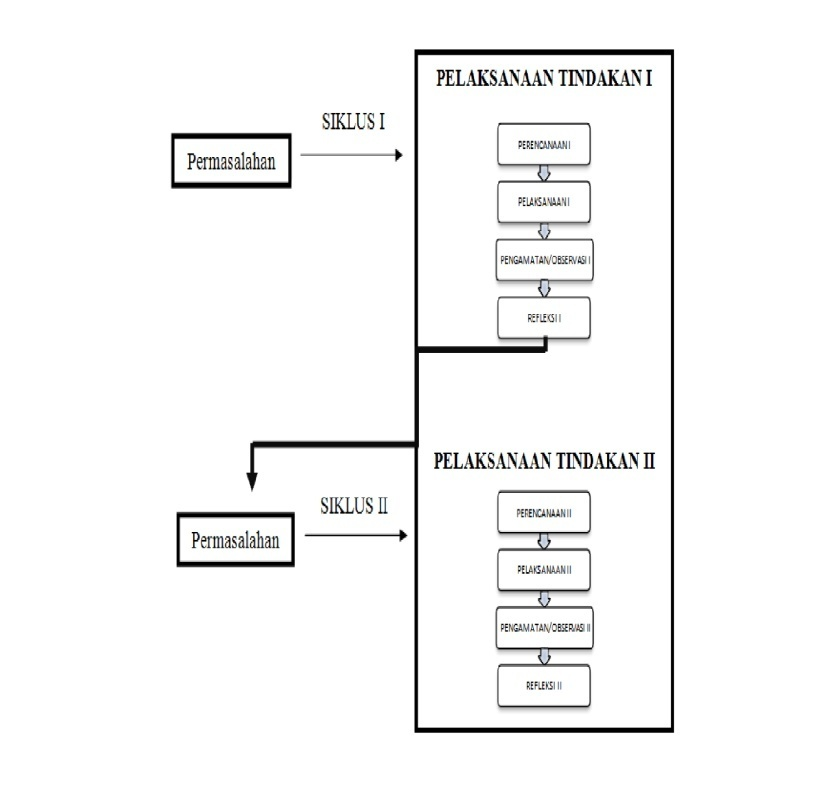 PELAKSANAAN TINDAKAN I
SIKLUS I
Permasalahan
PERENCANAAN I
PELAKSANAAN I
PENGAMATAN/OBSERVASI I
REFLEKSI I
PELAKSANAAN TINDAKAN II
SIKLUS II
Permasalahan
PERENCANAAN II
PELAKSANAAN II
PENGAMATAN/OBSERVASI II
REFLEKSI II